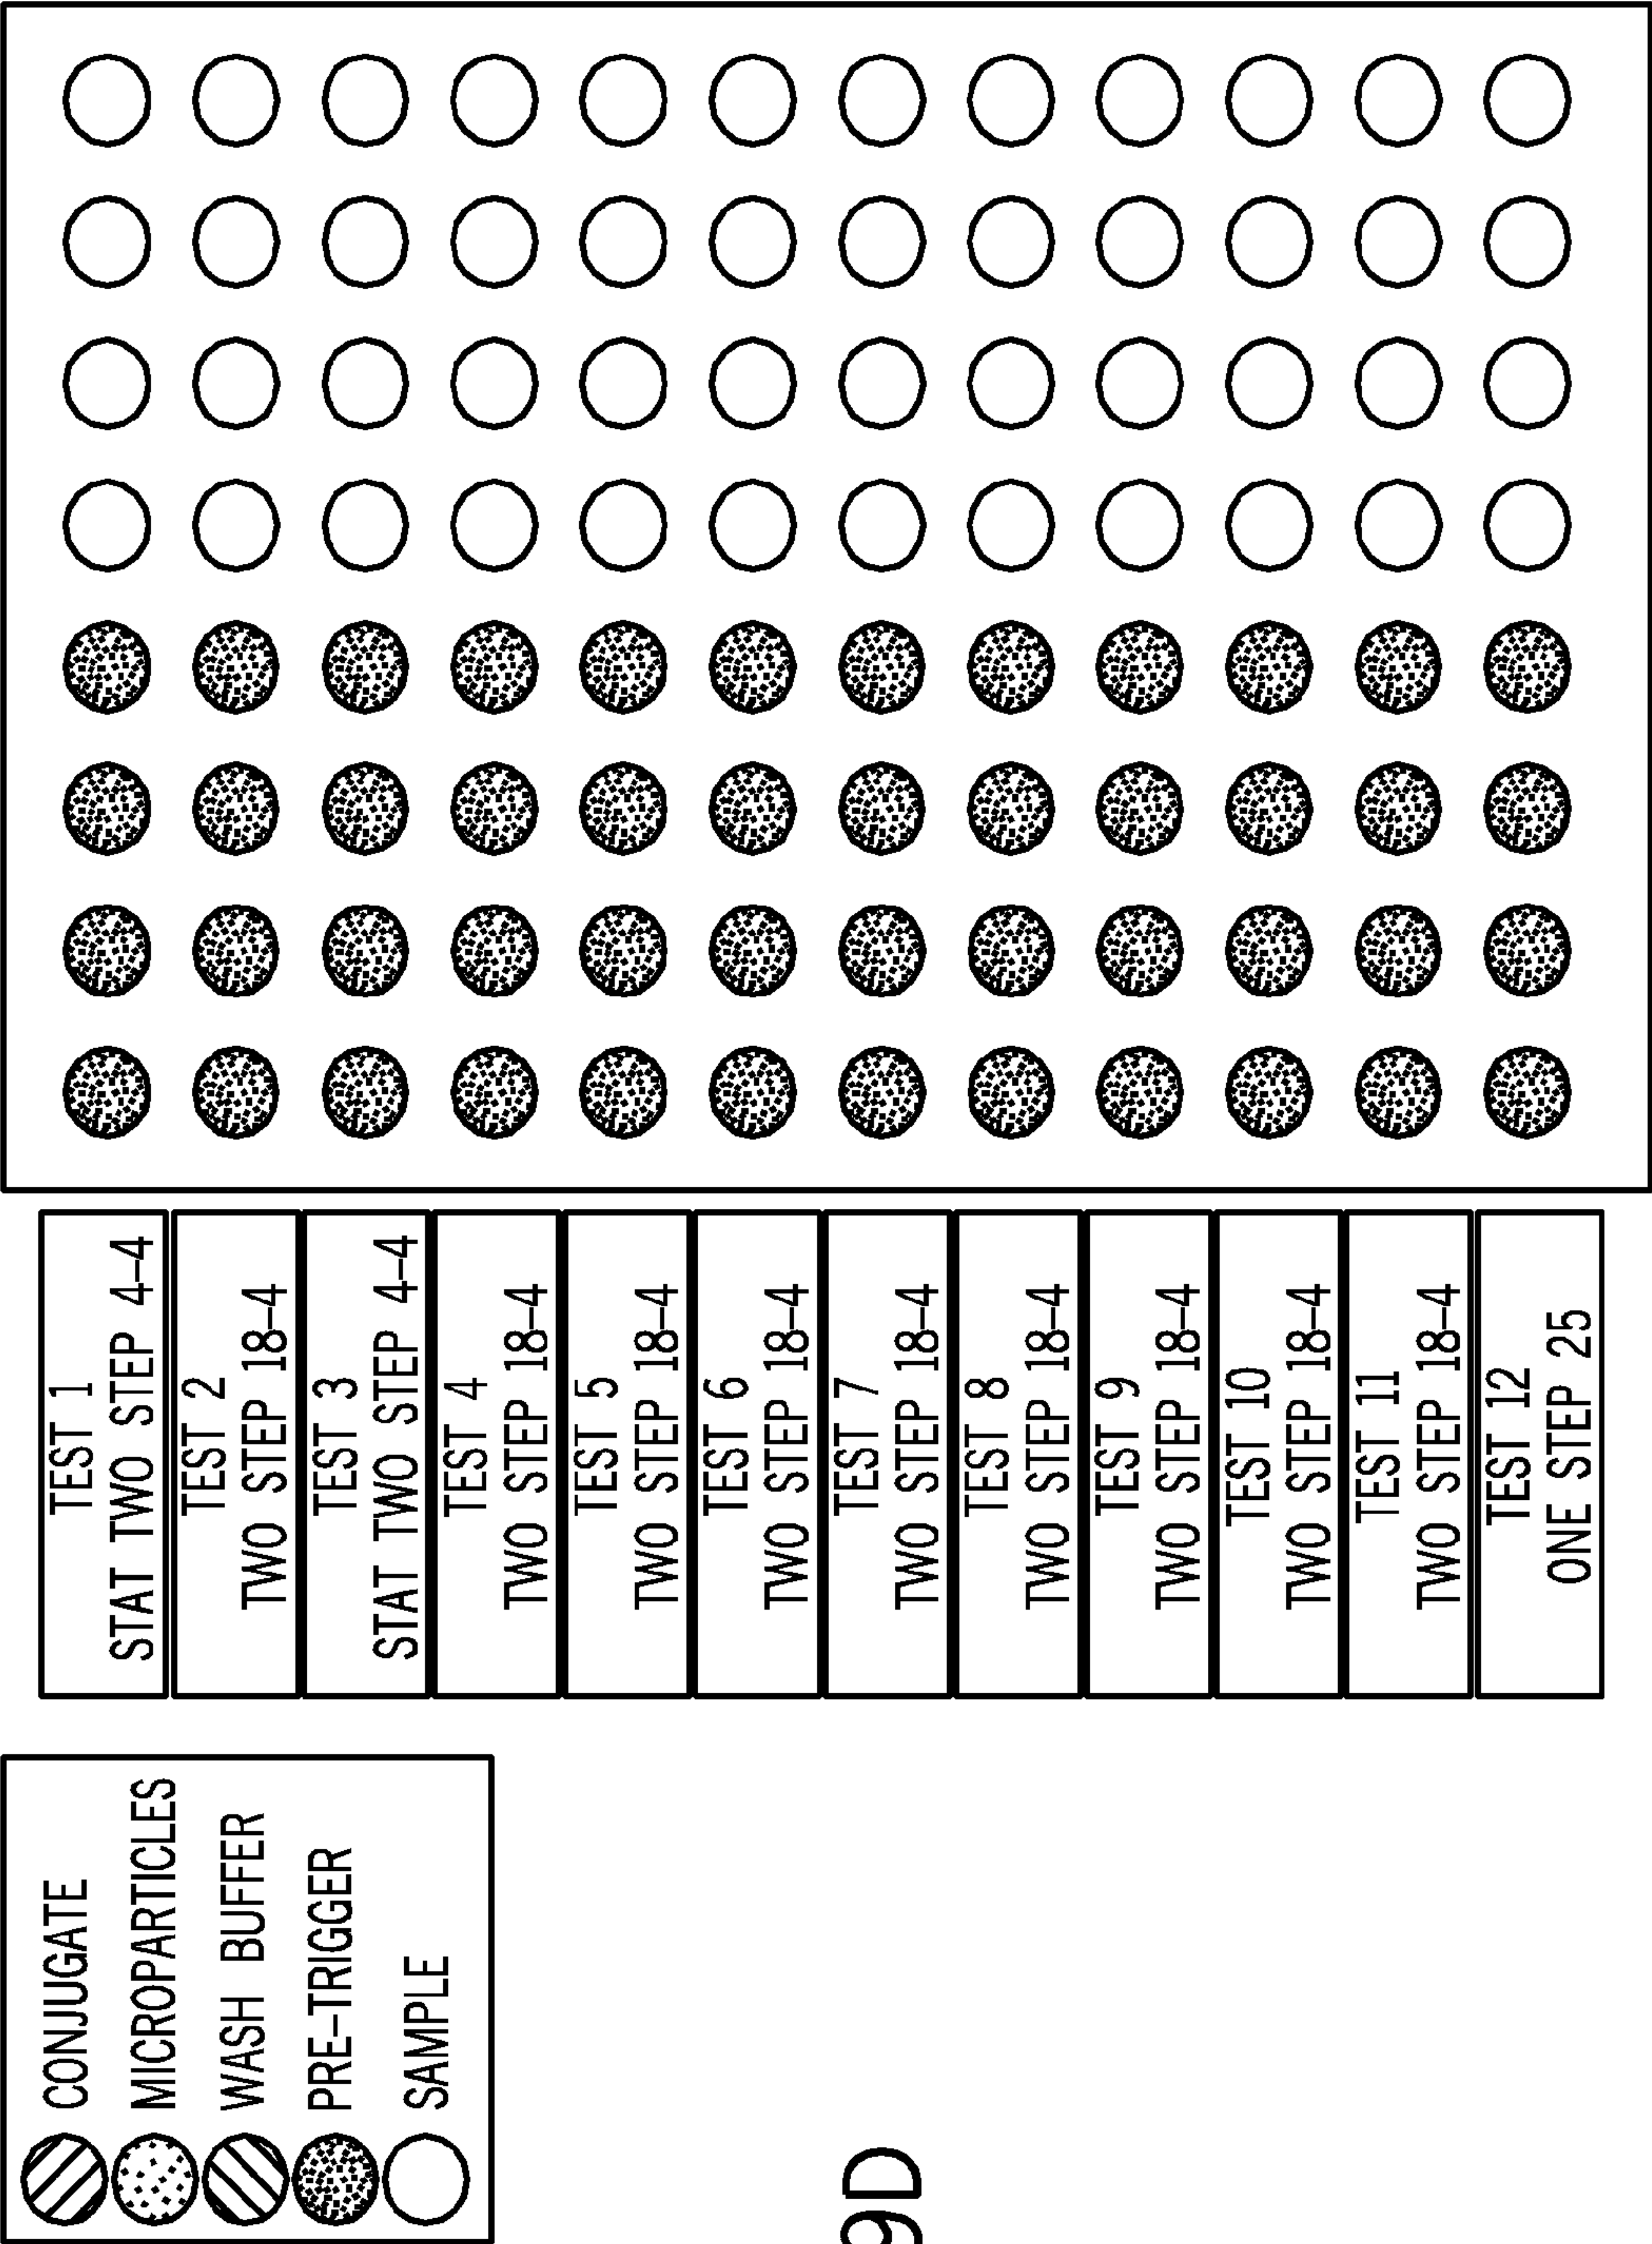 CONJUGATE
MICROPARTICLES
WASH BUFFER
PRE-TRIGGER
SAMPLE
TEST 1
STAT TWO STEP 4-4
TEST 2
TWO STEP 18-4
TEST 3
STAT TWO STEP 4-4
TEST 4
TWO STEP 18-4
TEST 5
TWO STEP 18-4
TEST 6
TWO STEP 18-4
TEST 7
TWO STEP 18-4
TEST 8
TWO STEP 18-4
TEST 9
TWO STEP 18-4
TEST 10
TWO STEP 18-4
TEST 11
TWO STEP 18-4
TEST 12
ONE STEP 25
9D